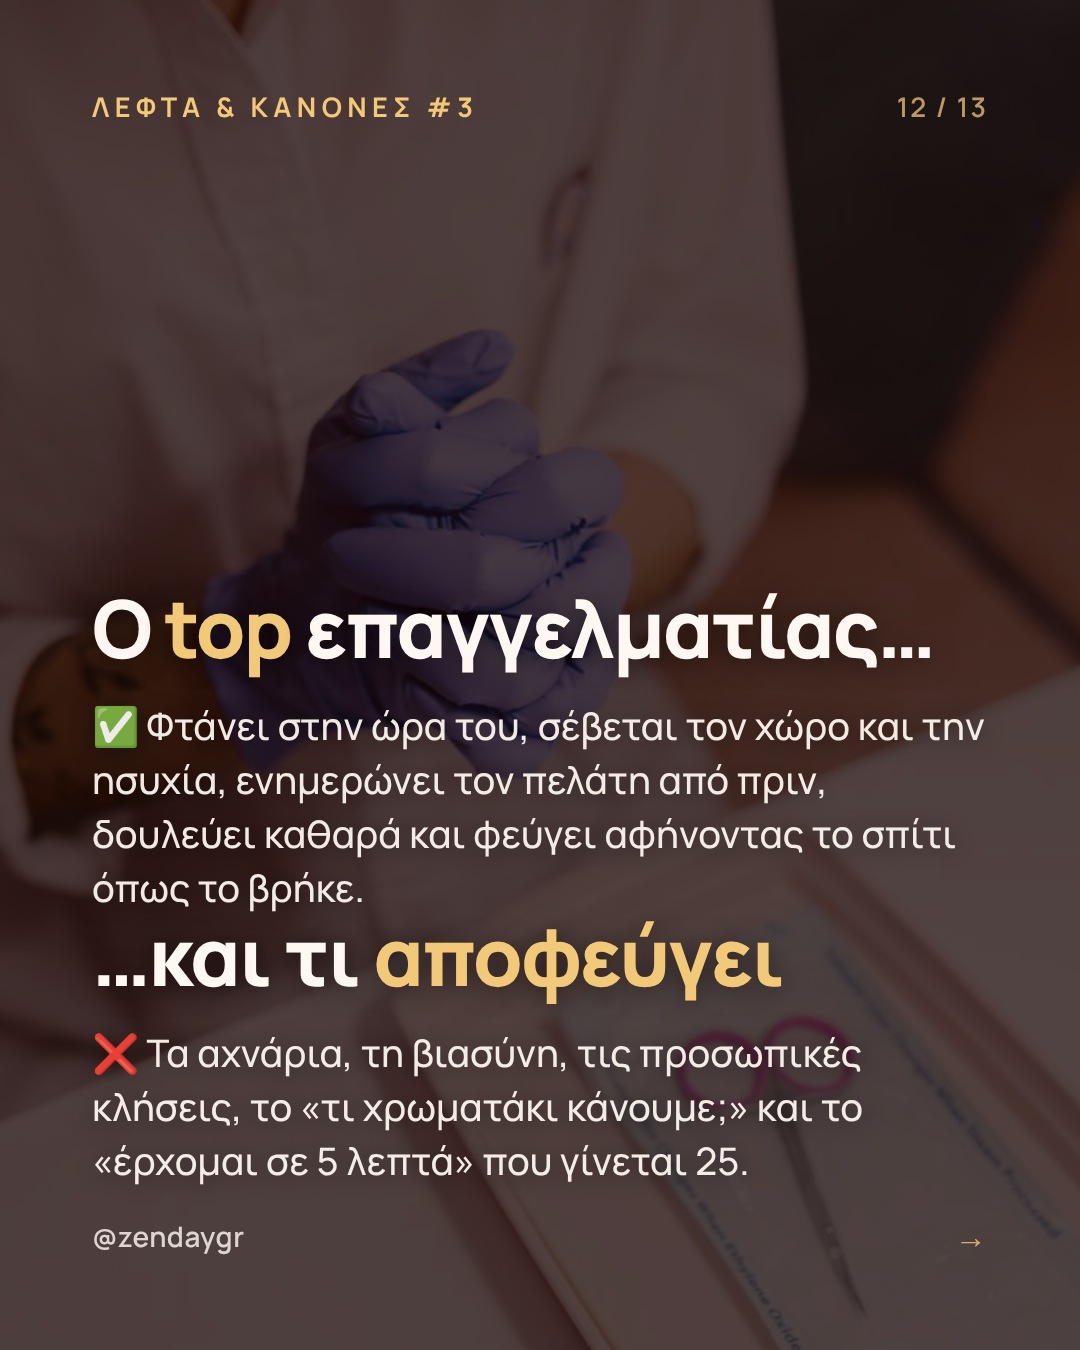 ΛΕΦΤΑ & ΚΑΝΟΝΕΣ #3
12 / 13
Ο top επαγγελματίας...
✅ Φτάνει στην ώρα του, σέβεται τον χώρο και την
ησυχία, ενημερώνει τον πελάτη από πριν,
δουλεύει καθαρά και φεύγει αφήνοντας το σπίτι
όπως το βρήκε.
...και τι αποφεύγει
❌ Τα αχνάρια, τη βιασύνη, τις προσωπικές
κλήσεις, το «τι χρωματάκι κάνουμε;» και το
«έρχομαι σε 5 λεπτά» που γίνεται 25.
@zendaygr
→